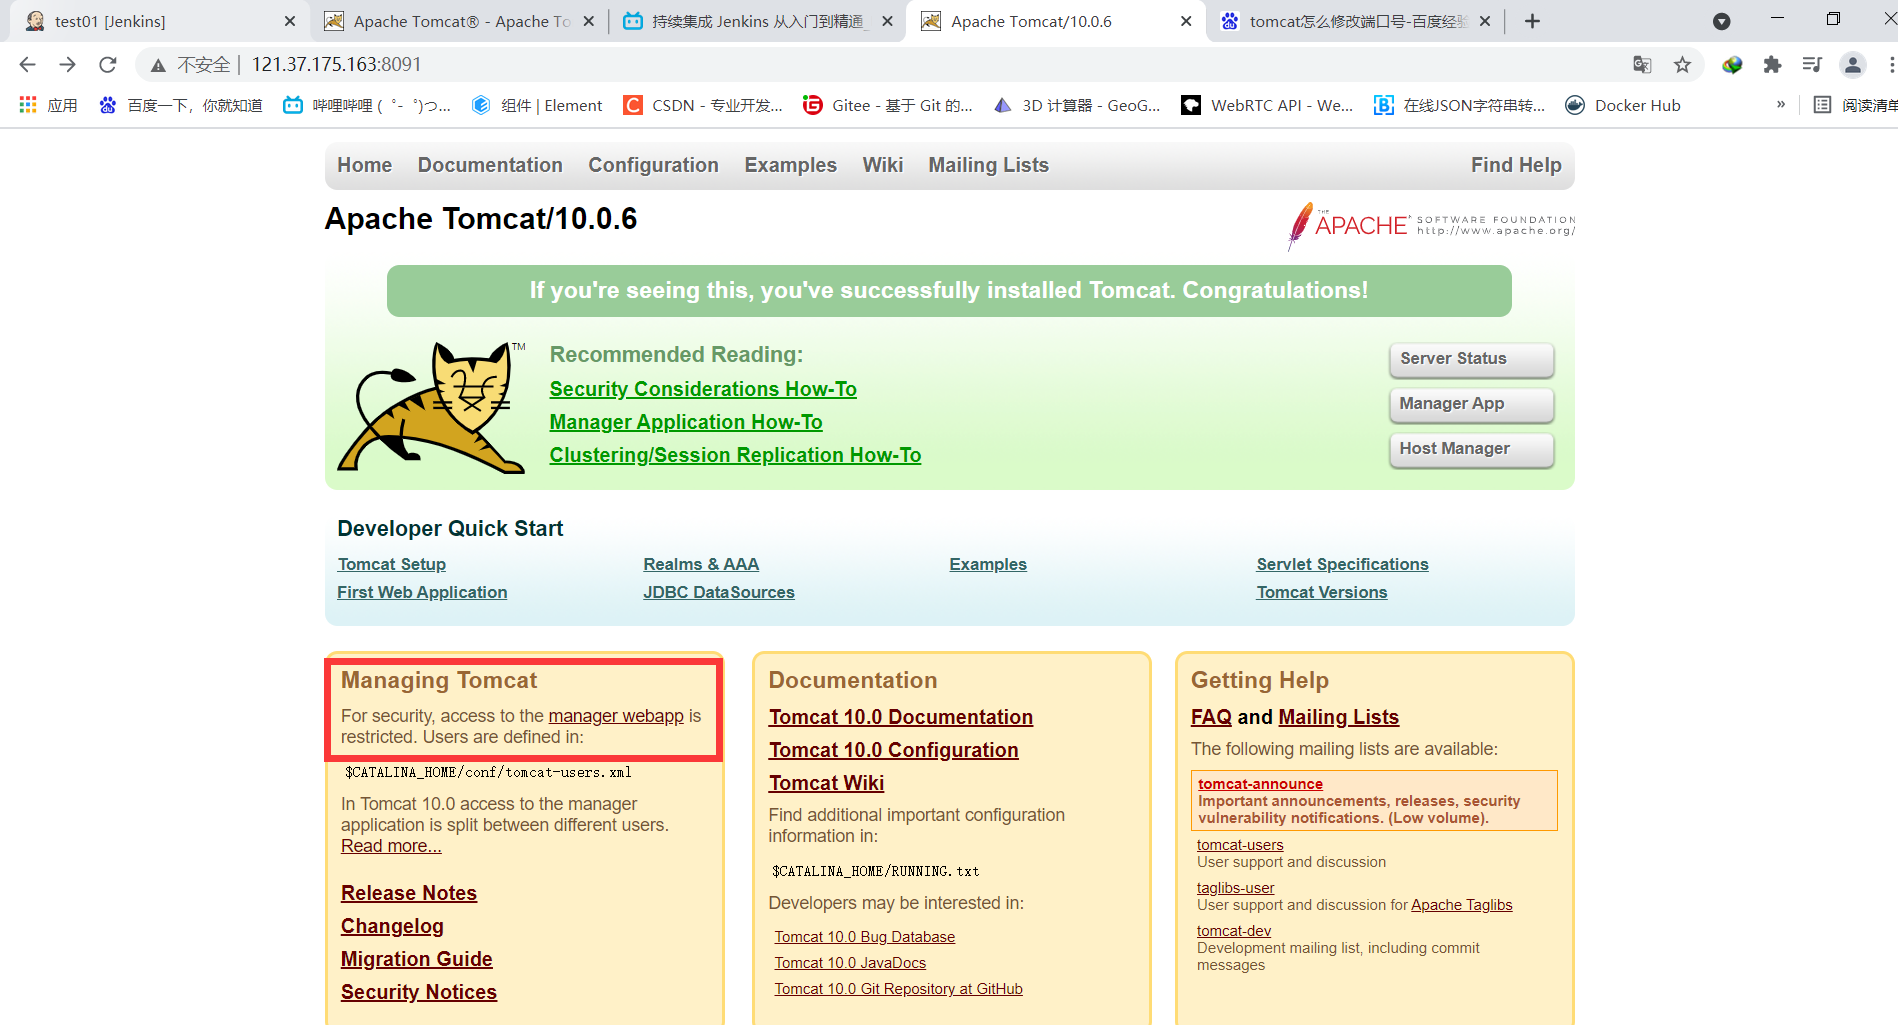 test01 [Jenkins]
Apache Tomcat® - Apache To
持续集成 Jenkins 从入门到精通_
Apache Tomcat/10.0.6
tomcat怎么修改端口号-百度经验
不安全 | 121.37.175.163:8091
应用
百度一下，你就知道
哔哩哔哩 ( ゜- ゜)つ...
组件 | Element
CSDN - 专业开发...
Gitee - 基于 Git 的...
3D 计算器 - GeoG...
WebRTC API - We...
在线JSON字符串转...
Docker Hub
»
阅读清单
Home
Documentation
Configuration
Examples
Wiki
Mailing Lists
Find Help
Apache Tomcat/10.0.6
THE
APACHE
SOFTWARE FOUNDATION
http://www.apache.org/
If you're seeing this, you've successfully installed Tomcat. Congratulations!
TM
Recommended Reading:
Security Considerations How-To
Manager Application How-To
Clustering/Session Replication How-To
Server Status
Manager App
Host Manager
Developer Quick Start
Tomcat Setup
First Web Application
Realms & AAA
JDBC DataSources
Examples
Servlet Specifications
Tomcat Versions
Managing Tomcat
For security, access to the manager webapp is
restricted. Users are defined in:
$CATALINA_HOME/conf/tomcat-users.xml
In Tomcat 10.0 access to the manager
application is split between different users.
Read more...
Release Notes
Changelog
Migration Guide
Security Notices
Documentation
Tomcat 10.0 Documentation
Tomcat 10.0 Configuration
Tomcat Wiki
Find additional important configuration
information in:
$CATALINA_HOME/RUNNING.txt
Developers may be interested in:
Tomcat 10.0 Bug Database
Tomcat 10.0 JavaDocs
Tomcat 10.0 Git Repository at GitHub
Getting Help
FAQ and Mailing Lists
The following mailing lists are available:
tomcat-announce
Important announcements, releases, security
vulnerability notifications. (Low volume).
tomcat-users
User support and discussion
taglibs-user
User support and discussion for Apache Taglibs
tomcat-dev
Development mailing list, including commit
messages